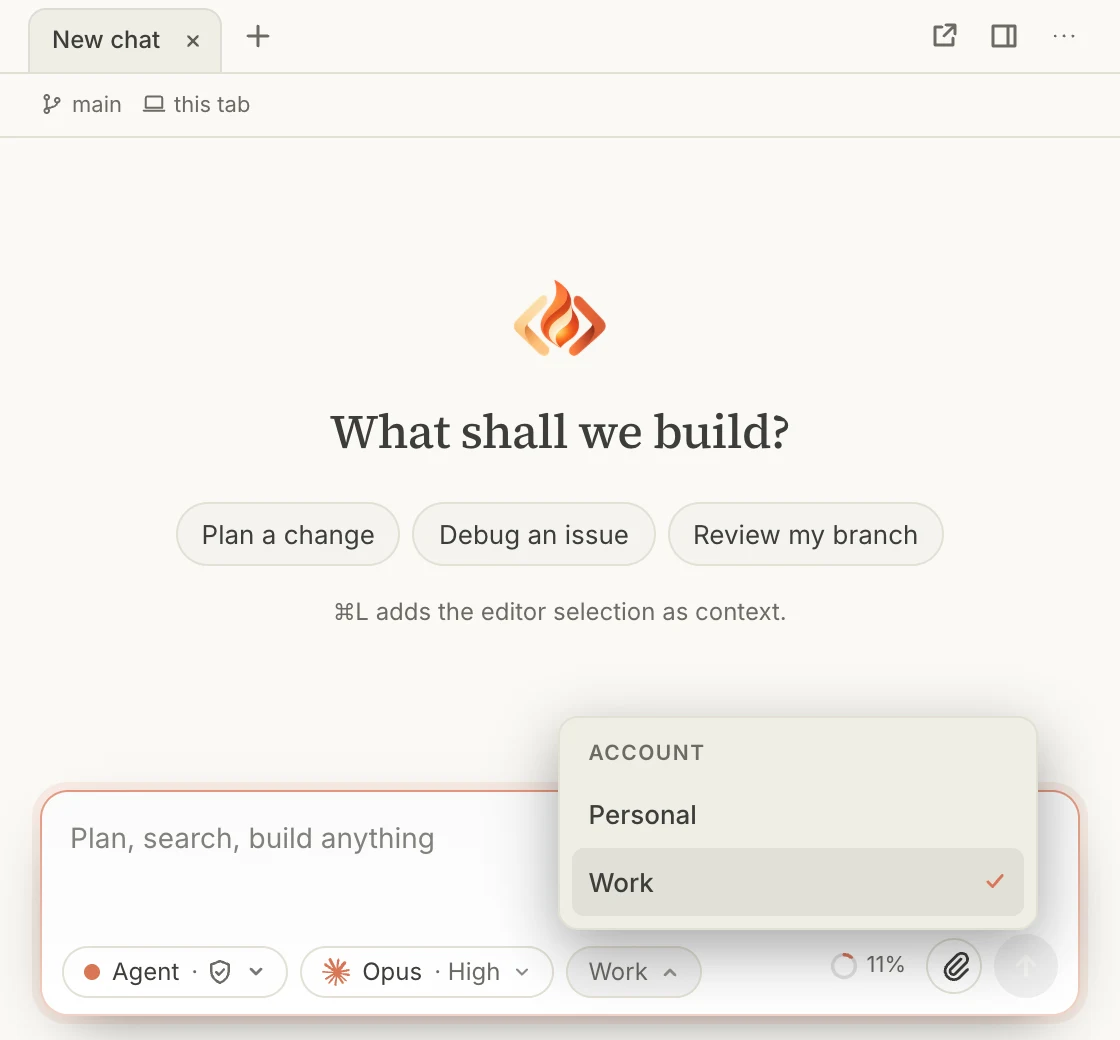 New chat
main this tab
What shall we build?
Plan a change Debug an issue Review my branch
⌘L adds the editor selection as context.
ACCOUNT
Personal
Work
Plan, search, build anything
Agent · Opus · High Work 11%